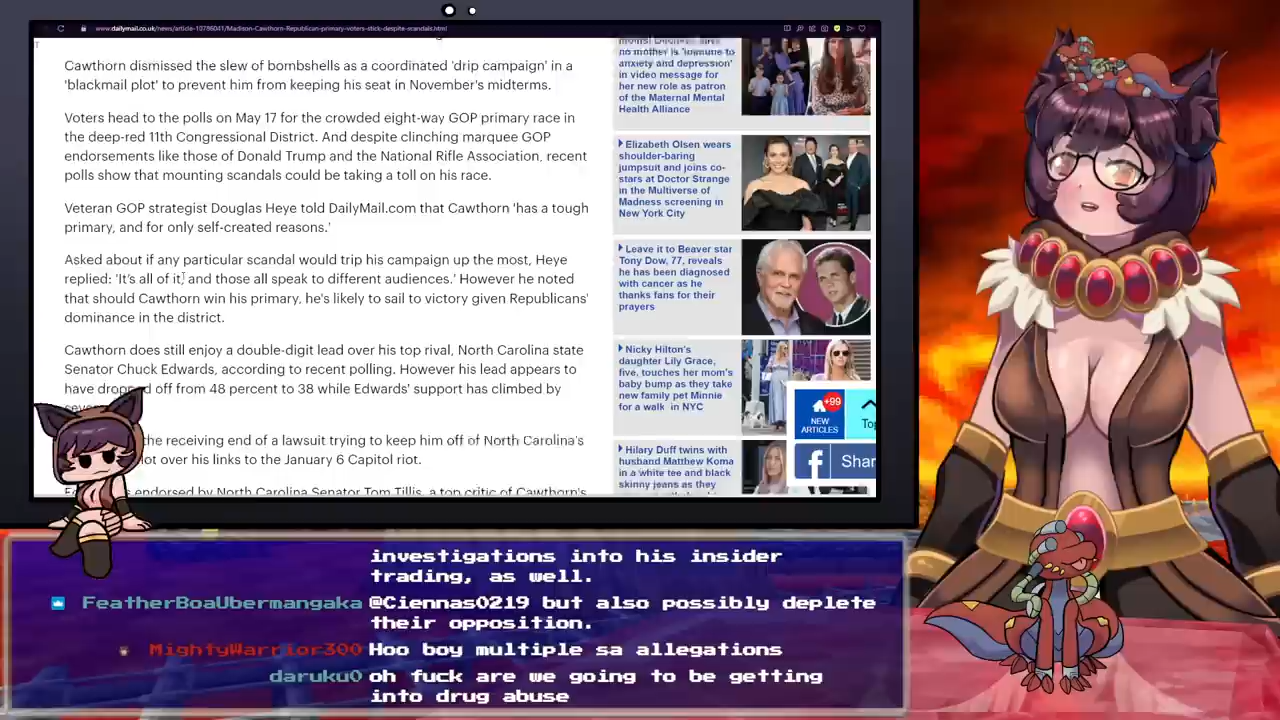 www.dailymail.co.uk/news/article-10786041/Madison-Cawthorn-Republican-primary-voters-stick-despite-scandals.html
Cawthorn dismissed the slew of bombshells as a coordinated 'drip campaign' in a
'blackmail plot' to prevent him from keeping his seat in November's midterms.
Voters head to the polls on May 17 for the crowded eight-way GOP primary race in
the deep-red 11th Congressional District. And despite clinching marquee GOP
endorsements like those of Donald Trump and the National Rifle Association, recent
polls show that mounting scandals could be taking a toll on his race.
Veteran GOP strategist Douglas Heye told DailyMail.com that Cawthorn 'has a tough
primary, and for only self-created reasons.'
Asked about if any particular scandal would trip his campaign up the most, Heye
replied: 'It's all of it, and those all speak to different audiences.' However he noted
that should Cawthorn win his primary, he's likely to sail to victory given Republicans'
dominance in the district.
Cawthorn does still enjoy a double-digit lead over his top rival, North Carolina state
Senator Chuck Edwards, according to recent polling. However his lead appears to
have dropped off from 48 percent to 38 while Edwards' support has climbed by
the receiving end of a lawsuit trying to keep him off of North Carolina's
over his links to the January 6 Capitol riot.
endorsed by North Carolina Senator Tom Tillis, a top critic of Cawthorn's
no mother is 'immune to
anxiety and depression'
in video message for
her new role as patron
of the Maternal Mental
Health Alliance
Elizabeth Olsen wears
shoulder-baring
jumpsuit and joins co-
stars at Doctor Strange
in the Multiverse of
Madness screening in
New York City
Leave it to Beaver star
Tony Dow, 77, reveals
he has been diagnosed
with cancer as he
thanks fans for their
prayers
Nicky Hilton's
daughter Lily Grace,
five, touches her mom's
baby bump as they take
new family pet Minnie
for a walk in NYC
Hilary Duff twins with
husband Matthew Koma
in a white tee and black
skinny jeans as they
+99
NEW
ARTICLES
Top
Shar
investigations into his insider
trading, as well.
FeatherBoaUbermangaka @Ciennas0219 but also possibly deplete
their opposition.
MightyWarrior300 Hoo boy multiple sa allegations
daruku0 oh fuck are we going to be getting
into drug abuse